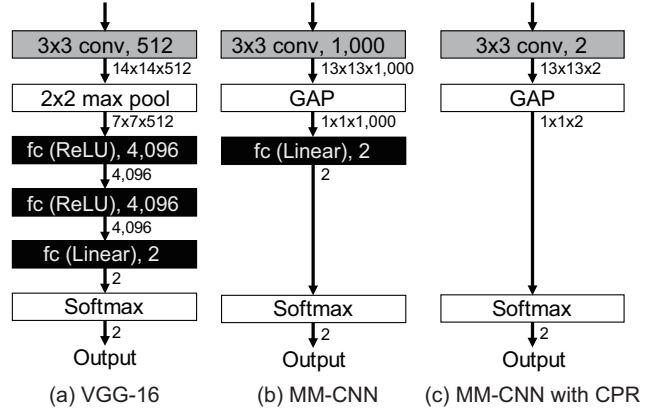 3x3 conv, 512
14x14x512
2x2 max pool
7x7x512
fc (ReLU), 4,096
4,096
fc (ReLU), 4,096
4,096
fc (Linear), 2
2
Softmax
2
Output
(a) VGG-16
3x3 conv, 1,000
13x13x1,000
GAP
1x1x1,000
fc (Linear), 2
2
Softmax
2
Output
(b) MM-CNN
3x3 conv, 2
13x13x2
GAP
1x1x2
Softmax
2
Output
(c) MM-CNN with CPR